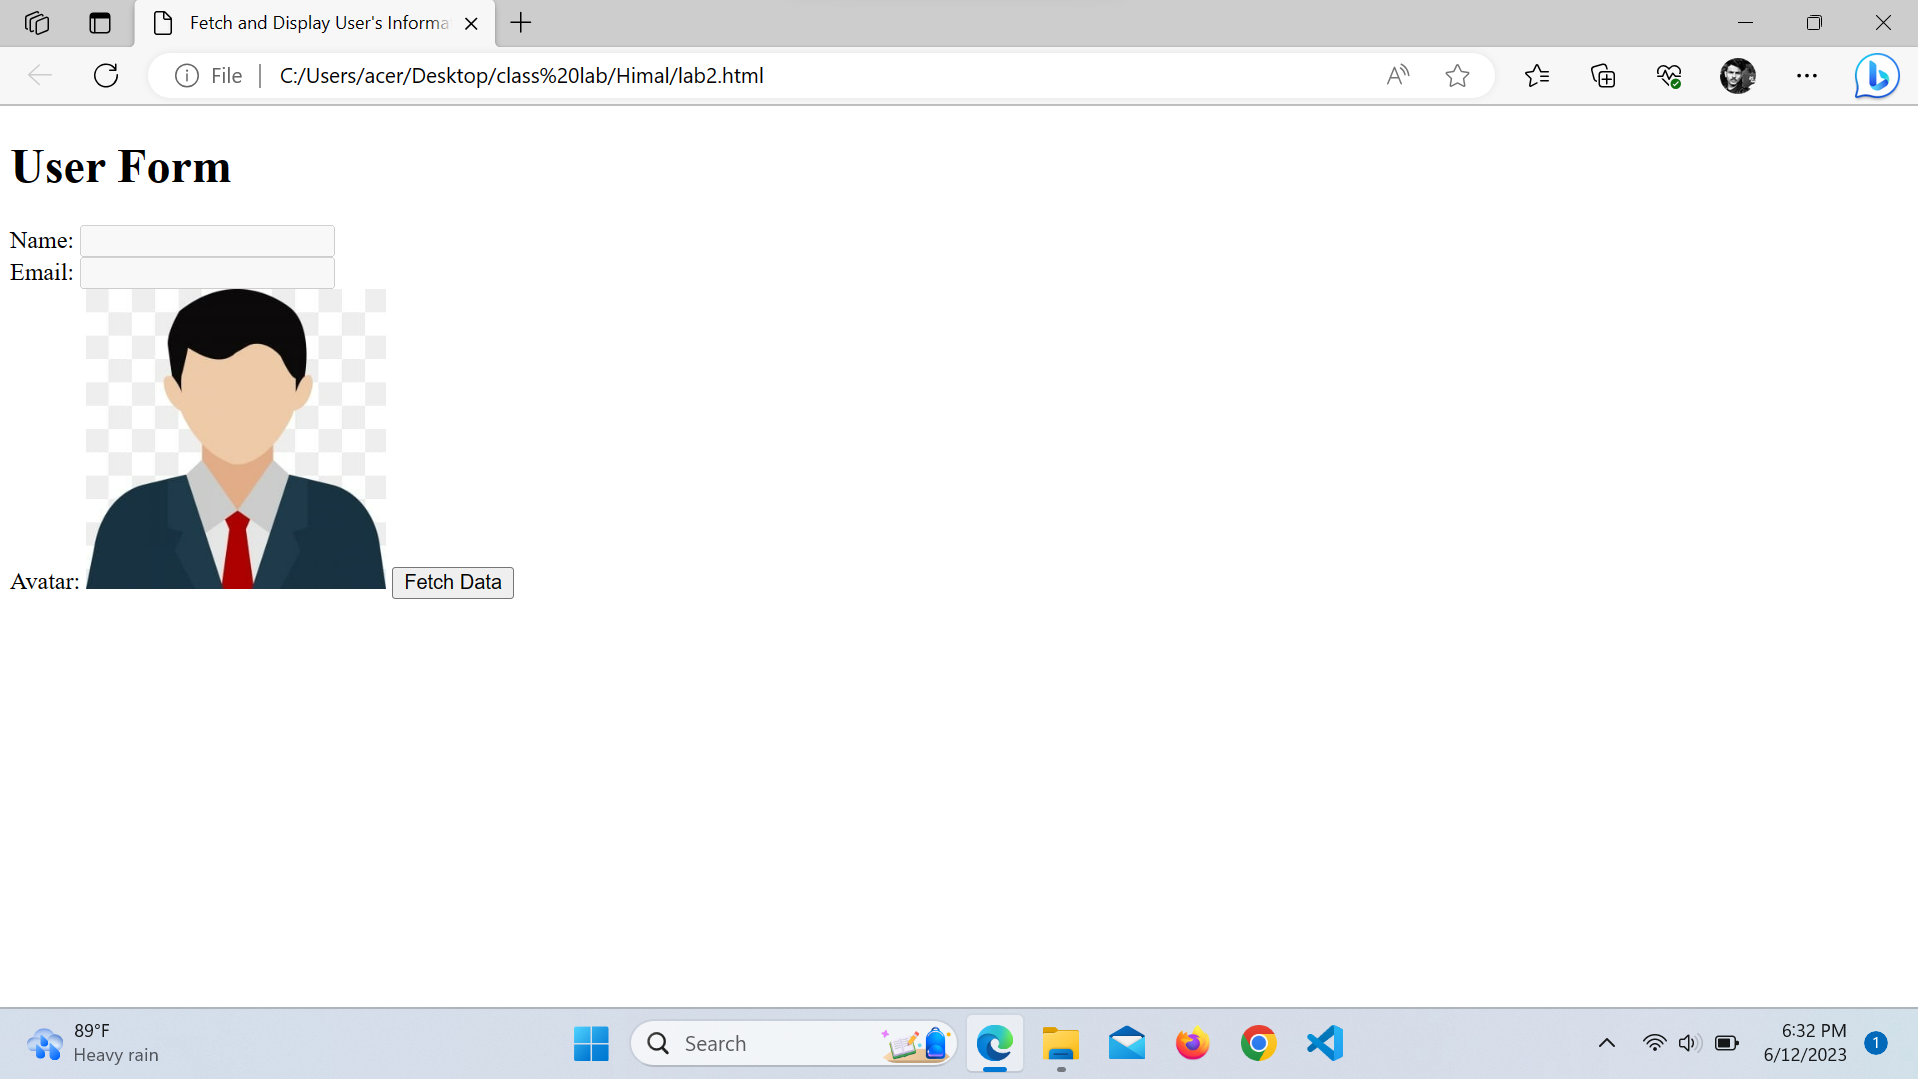 Fetch and Display User's Informa
File
C:/Users/acer/Desktop/class%20lab/Himal/lab2.html
User Form
Name:
Email:
Avatar:
Fetch Data
89°F
Heavy rain
Search
6:32 PM
6/12/2023
1